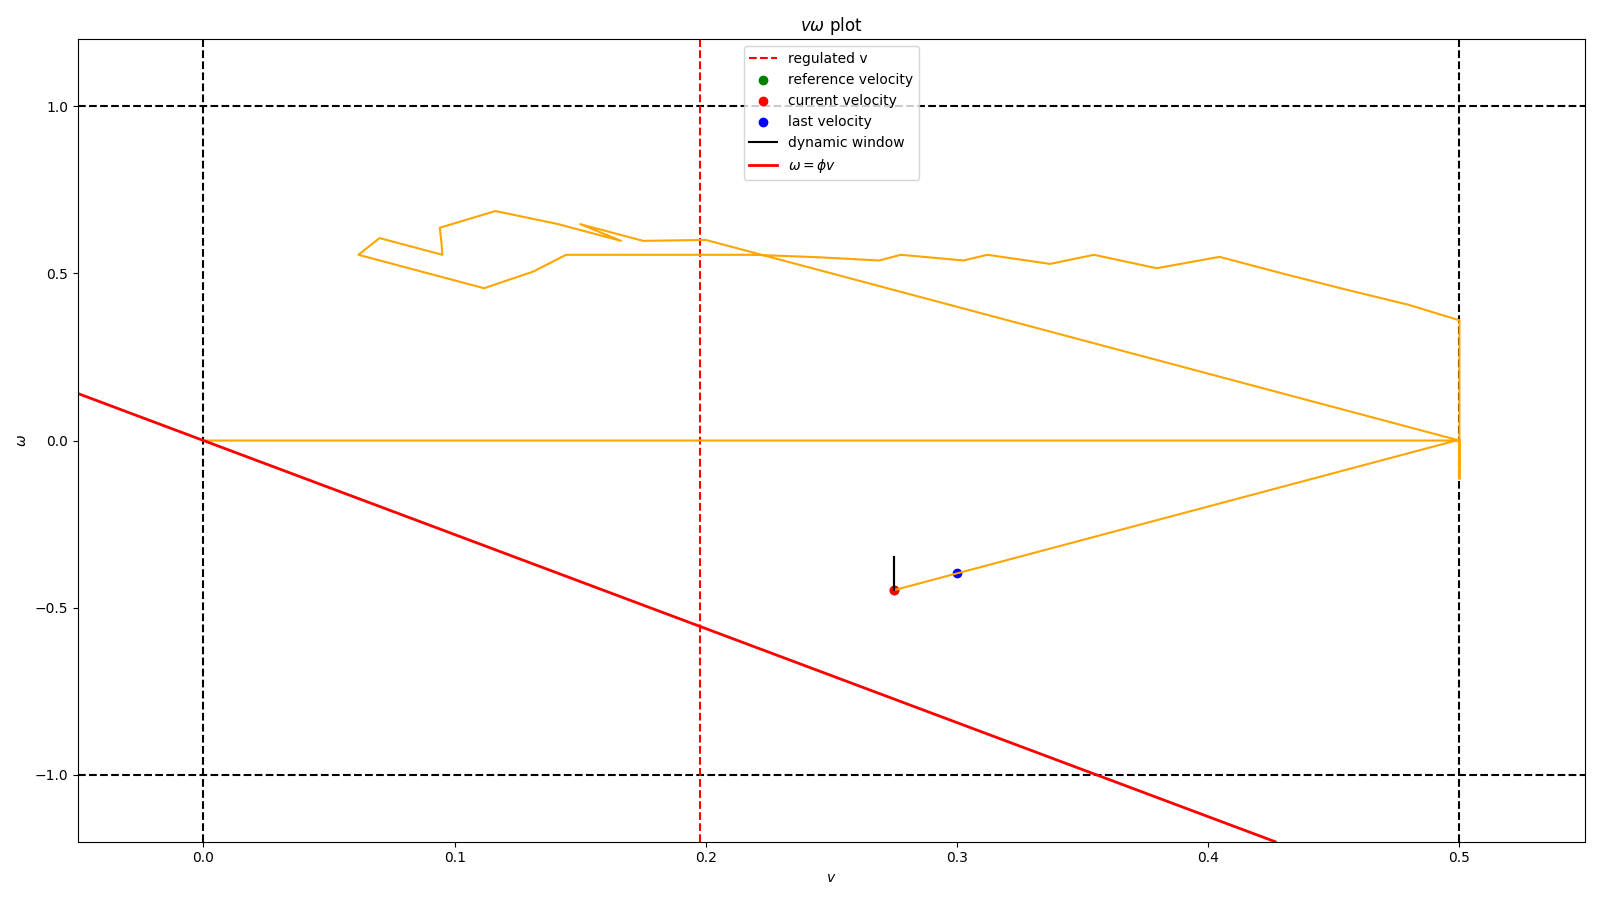 vω plot
regulated v
reference velocity
current velocity
last velocity
dynamic window
ω = ϕv
1.0
0.5
0.0
−0.5
−1.0
ω
0.0 0.1 0.2 0.3 0.4 0.5
v